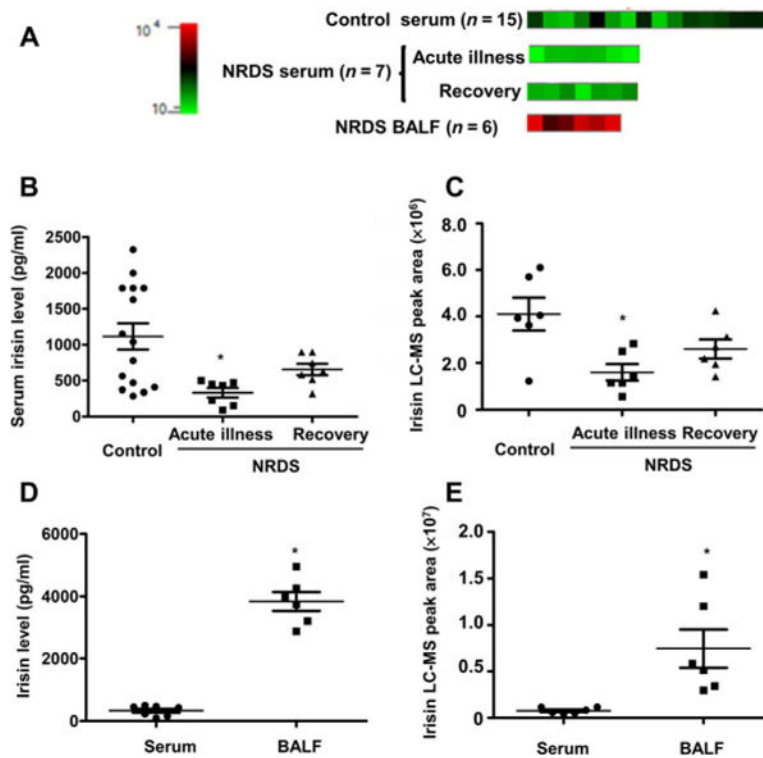 A
10⁴
10
Control serum (n = 15)
NRDS serum (n = 7)
Acute illness
Recovery
NRDS BALF (n = 6)
B
Serum irisin level (pg/ml)
2500
2000
1500
1000
500
0
*
Control
Acute illness
Recovery
NRDS
C
Irisin LC-MS peak area (×10⁶)
8.0
6.0
4.0
2.0
0
*
Control
Acute illness Recovery
NRDS
D
Irisin level (pg/ml)
6000
4000
2000
0
*
Serum
BALF
E
Irisin LC-MS peak area (×10⁷)
2.0
1.5
1.0
0.5
0
*
Serum
BALF